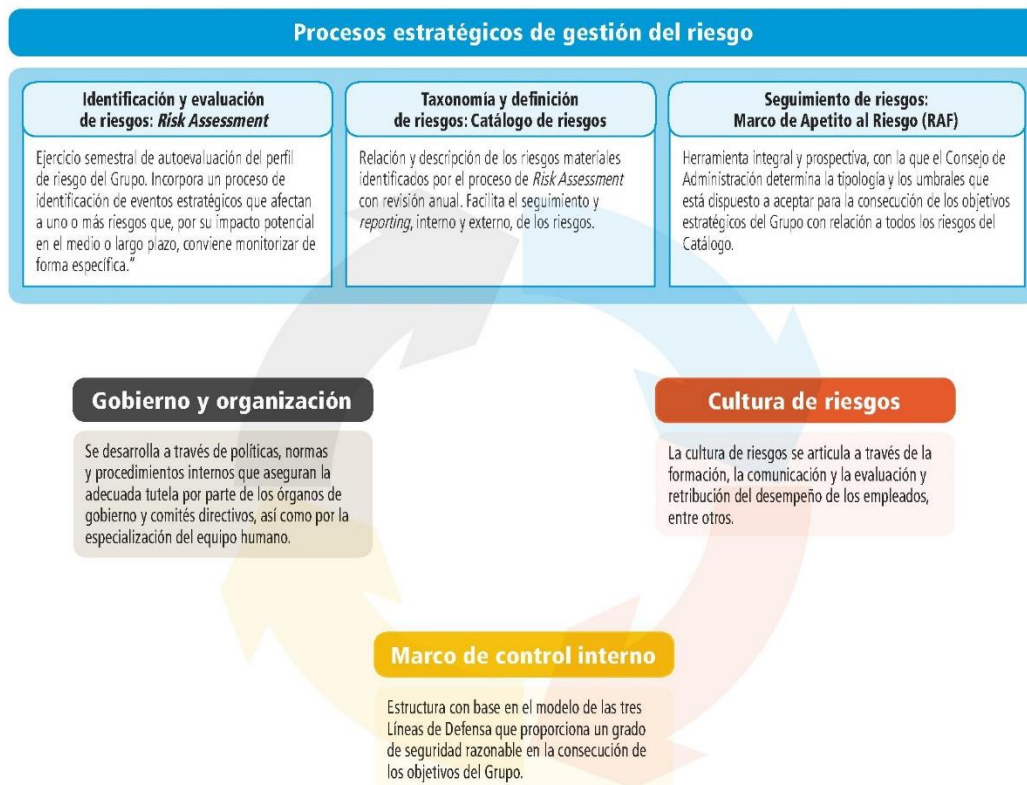 Procesos estratégicos de gestión del riesgo
Identificación y evaluación
de riesgos: Risk Assessment
Ejercicio semestral de autoevaluación del perfil
de riesgo del Grupo. Incorpora un proceso de
identificación de eventos estratégicos que afectan
a uno o más riesgos que, por su impacto potencial
en el medio o largo plazo, conviene monitorizar de
forma específica."
Taxonomía y definición
de riesgos: Catálogo de riesgos
Relación y descripción de los riesgos materiales
identificados por el proceso de Risk Assessment
con revisión anual. Facilita el seguimiento y
reporting, interno y externo, de los riesgos.
Seguimiento de riesgos:
Marco de Apetito al Riesgo (RAF)
Herramienta integral y prospectiva, con la que el Consejo de
Administración determina la tipología y los umbrales que
está dispuesto a aceptar para la consecución de los objetivos
estratégicos del Grupo con relación a todos los riesgos del
Catálogo.
Gobierno y organización
Se desarrolla a través de políticas, normas
y procedimientos internos que aseguran la
adecuada tutela por parte de los órganos de
gobierno y comités directivos, así como por la
especialización del equipo humano.
Cultura de riesgos
La cultura de riesgos se articula a través de la
formación, la comunicación y la evaluación y
retribución del desempeño de los empleados,
entre otros.
Marco de control interno
Estructura con base en el modelo de las tres
Líneas de Defensa que proporciona un grado
de seguridad razonable en la consecución de
los objetivos del Grupo.